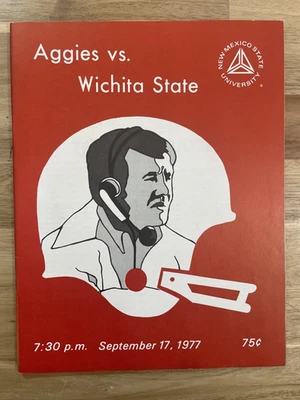 Aggies vs.
Wichita State
NEW MEXICO STATE
UNIVERSITY
7:30 p.m. September 17, 1977 75¢